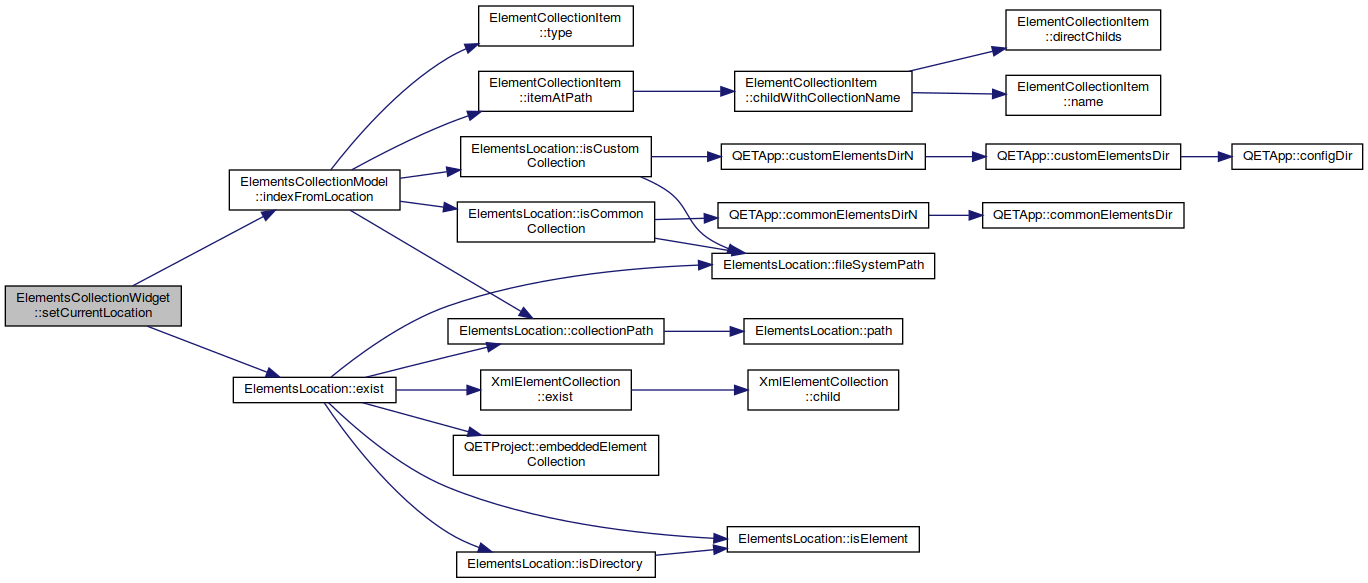 ElementsCollectionWidget
::setCurrentLocation
ElementsCollectionModel
::indexFromLocation
ElementsLocation::exist
ElementCollectionItem
::type
ElementCollectionItem
::itemAtPath
ElementsLocation::isCustom
Collection
ElementsLocation::isCommon
Collection
ElementsLocation::collectionPath
XmlElementCollection
::exist
QETProject::embeddedElement
Collection
ElementsLocation::isDirectory
ElementCollectionItem
::childWithCollectionName
QETApp::customElementsDirN
QETApp::commonElementsDirN
ElementsLocation::fileSystemPath
ElementsLocation::path
XmlElementCollection
::child
ElementsLocation::isElement
ElementCollectionItem
::directChilds
ElementCollectionItem
::name
QETApp::customElementsDir
QETApp::commonElementsDir
QETApp::configDir